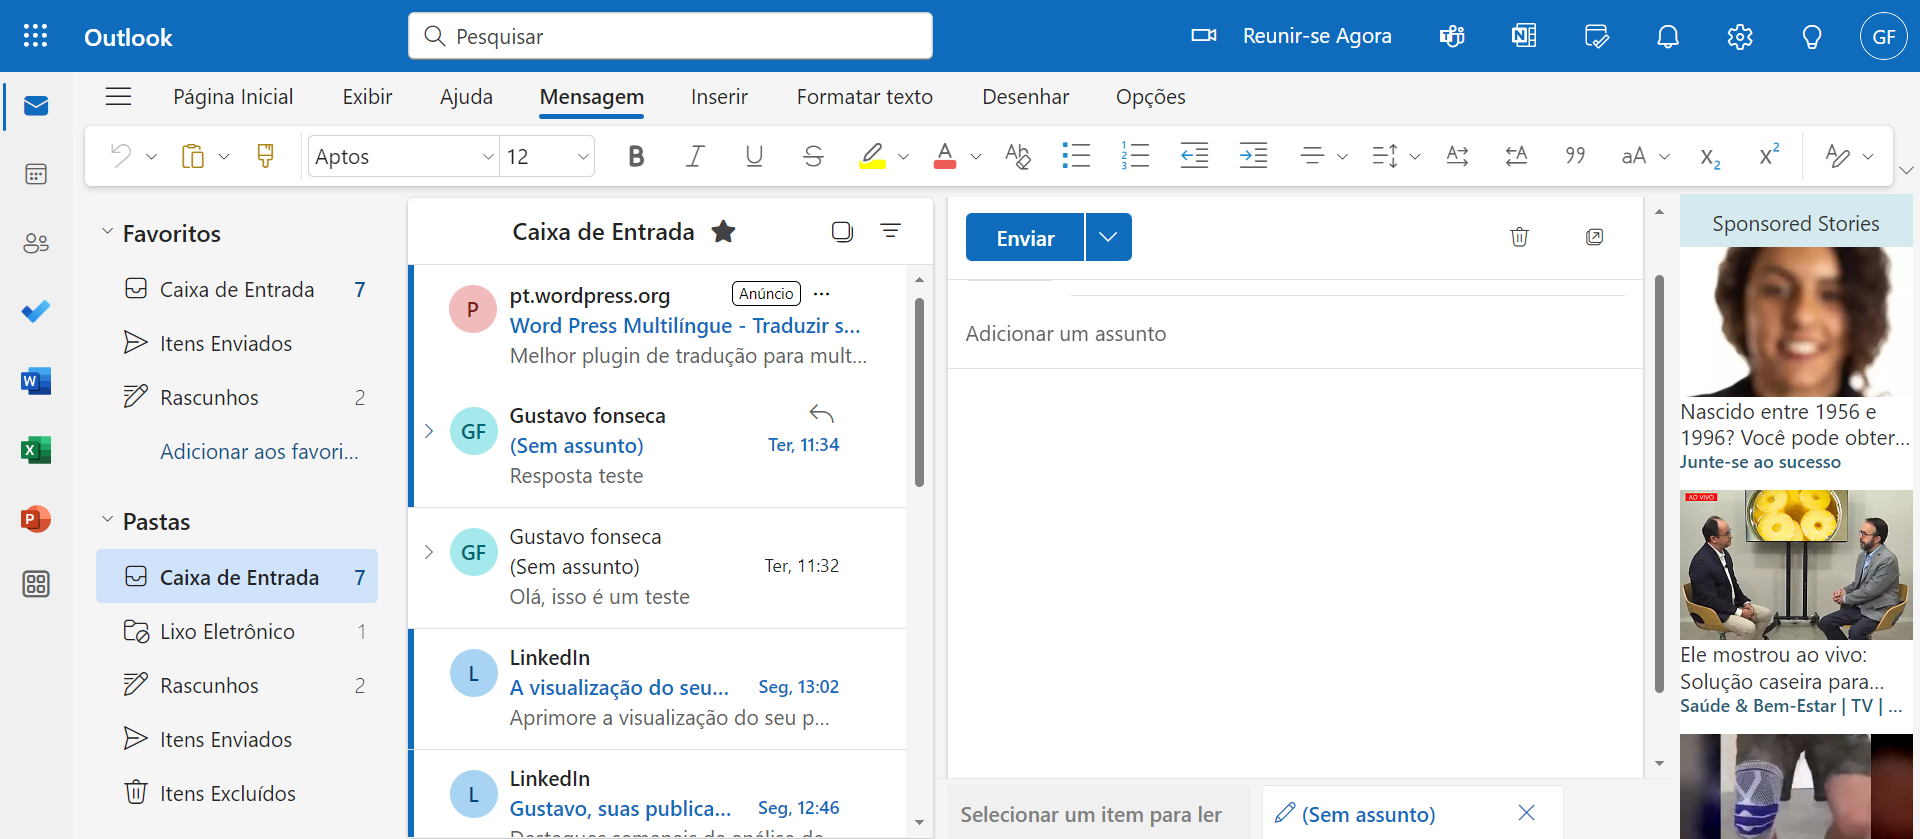 Outlook
Pesquisar
Reunir-se Agora
GF
Página Inicial
Exibir
Ajuda
Mensagem
Inserir
Formatar texto
Desenhar
Opções
Aptos
12
Favoritos
Caixa de Entrada 7
Itens Enviados
Rascunhos 2
Adicionar aos favori...
Pastas
Caixa de Entrada 7
Lixo Eletrônico 1
Rascunhos 2
Itens Enviados
Itens Excluídos
Caixa de Entrada
P
pt.wordpress.org Anúncio
Word Press Multilíngue - Traduzir s...
Melhor plugin de tradução para mult...
GF
Gustavo fonseca
(Sem assunto) Ter, 11:34
Resposta teste
GF
Gustavo fonseca
(Sem assunto) Ter, 11:32
Olá, isso é um teste
L
LinkedIn
A visualização do seu... Seg, 13:02
Aprimore a visualização do seu p...
L
LinkedIn
Gustavo, suas publica... Seg, 12:46
Enviar
Adicionar um assunto
Selecionar um item para ler
(Sem assunto)
Sponsored Stories
Nascido entre 1956 e
1996? Você pode obter...
Junte-se ao sucesso
AO VIVO
Ele mostrou ao vivo:
Solução caseira para...
Saúde & Bem-Estar | TV | ...